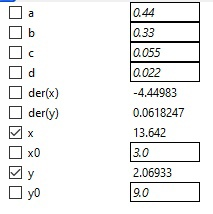 a 0.44
b 0.33
c 0.055
d 0.022
der(x) -4.44983
der(y) 0.0618247
x 13.642
x0 3.0
y 2.06933
y0 9.0